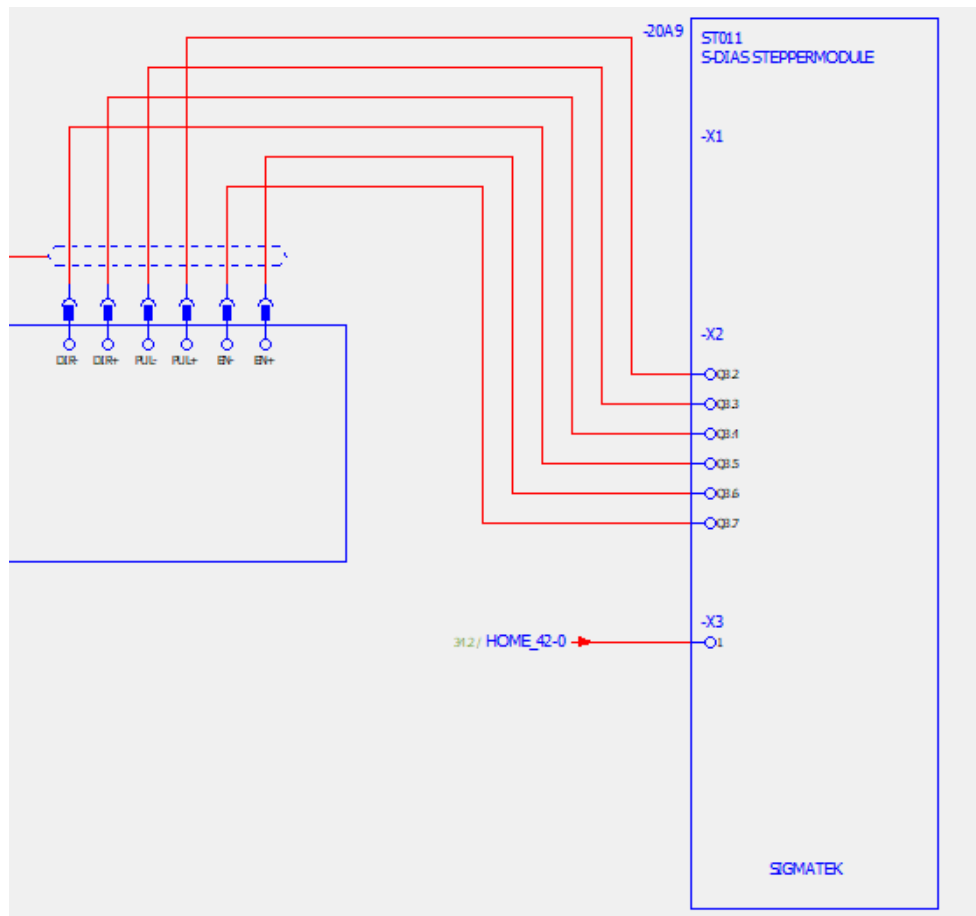 -20A9
ST011
S-DIAS STEPPERMODULE
-X1
-X2
DIR-
DIR+
PUL-
PUL+
EN-
EN+
Q3.2
Q3.3
Q3.4
Q3.5
Q3.6
Q3.7
-X3
34.2/ HOME_42-0
1
SIGMATEK